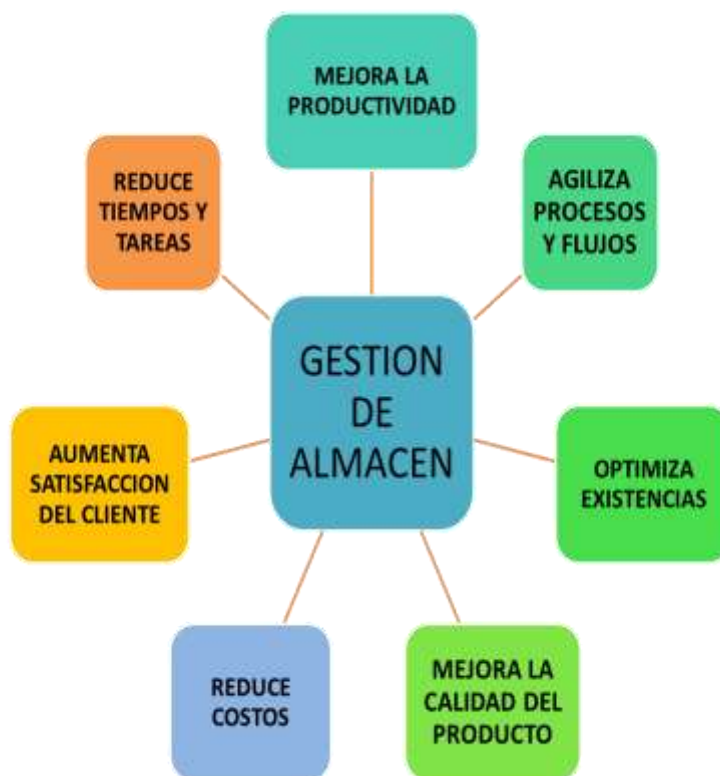 MEJORA LA
PRODUCTIVIDAD
AGILIZA
PROCESOS
Y FLUJOS
OPTIMIZA
EXISTENCIAS
MEJORA LA
CALIDAD DEL
PRODUCTO
REDUCE
COSTOS
AUMENTA
SATISFACCION
DEL CLIENTE
REDUCE
TIEMPOS Y
TAREAS
GESTION
DE
ALMACEN